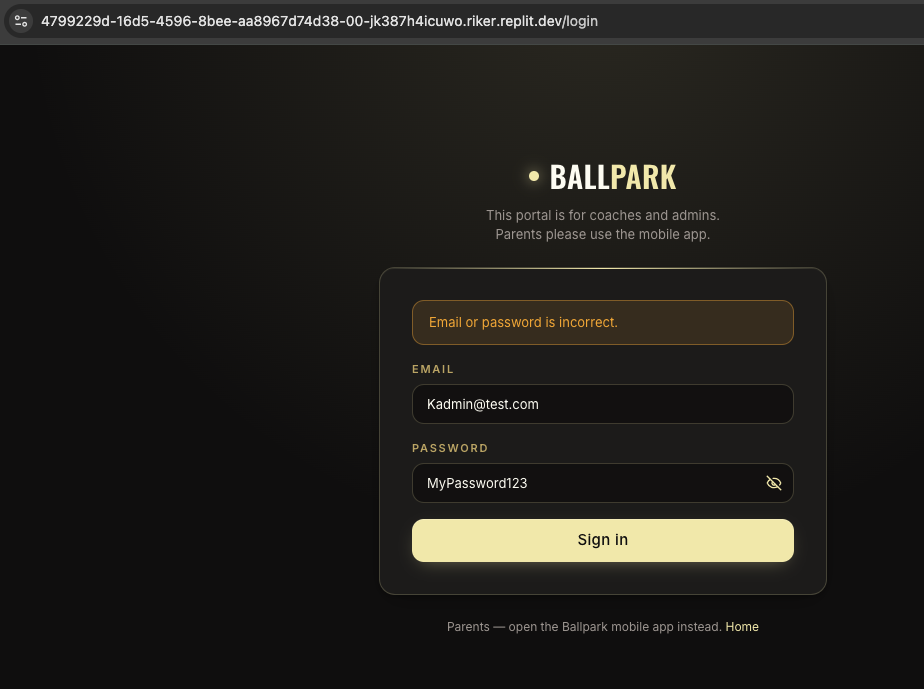 4799229d-16d5-4596-8bee-aa8967d74d38-00-jk387h4icuwo.riker.replit.dev/login
BALLPARK
This portal is for coaches and admins.
Parents please use the mobile app.
Email or password is incorrect.
EMAIL
Kadmin@test.com
PASSWORD
MyPassword123
Sign in
Parents — open the Ballpark mobile app instead. Home